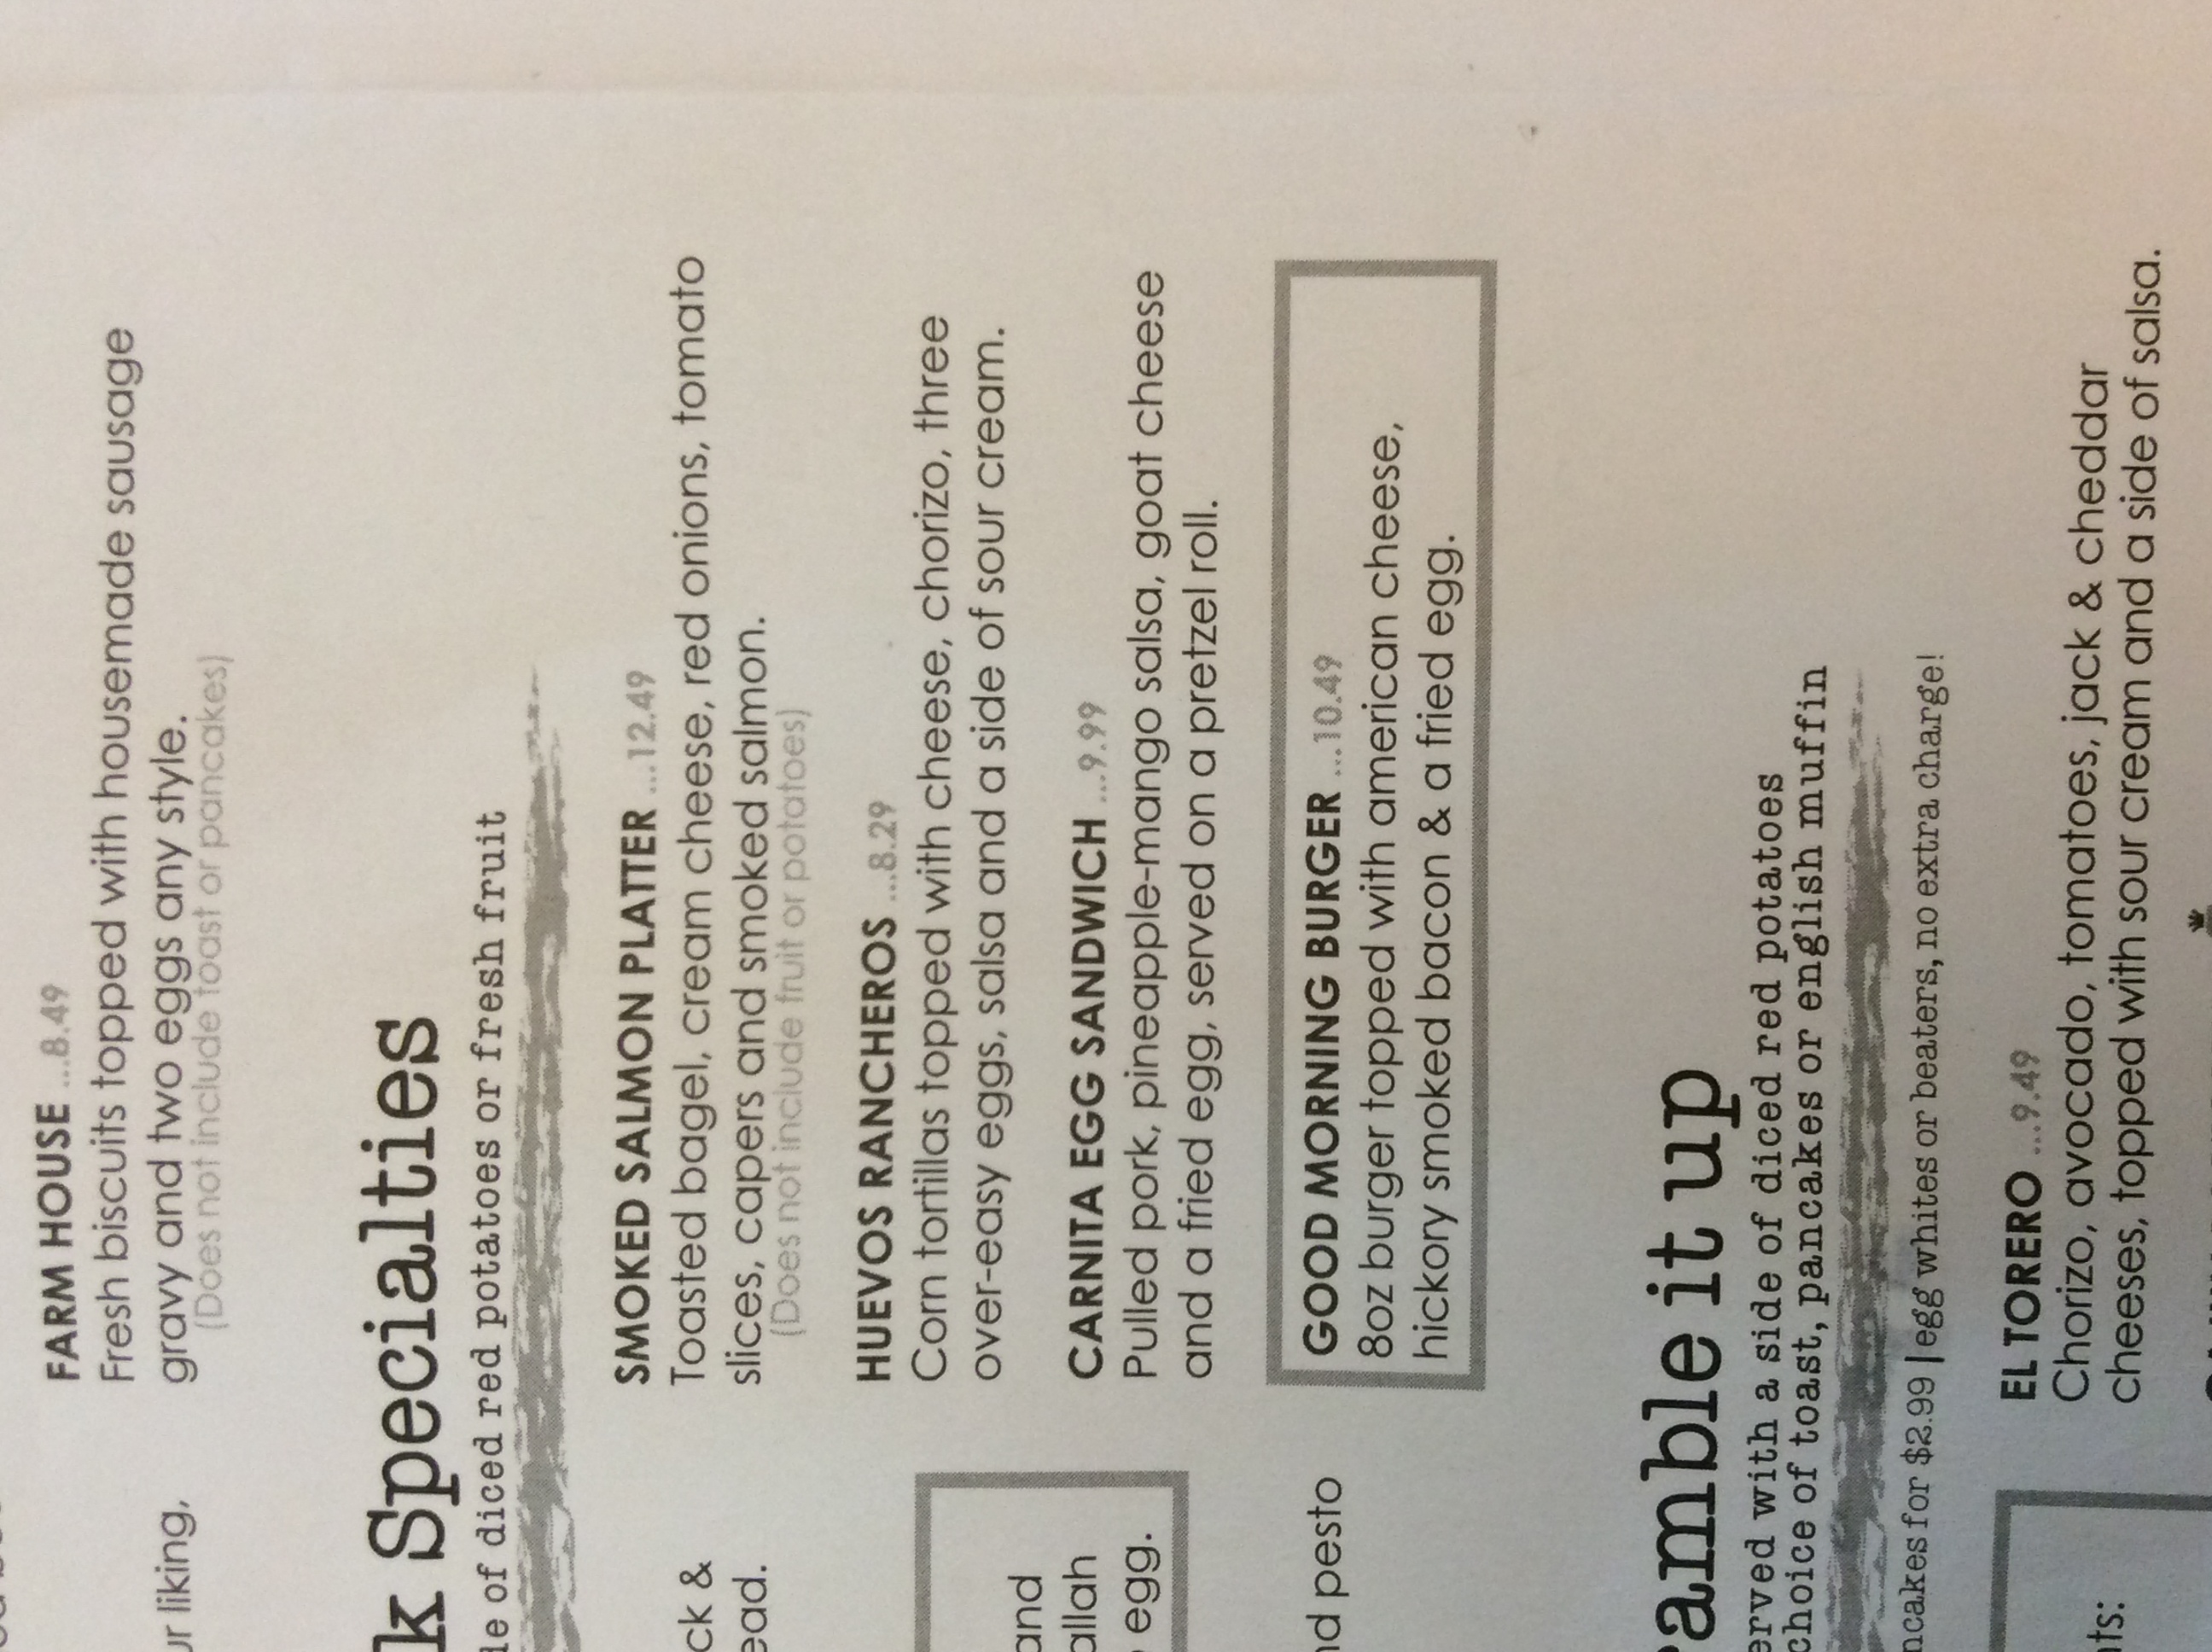 FARM HOUSE ...8.49
Fresh biscuits topped with housemade sausage
liking,
gravy and two eggs any style.
(Does not include toast or pancakes)
k Specialties
of diced red potatoes or fresh fruit
SMOKED SALMON PLATTER ...12.49
ck &
Toasted bagel, cream cheese, red onions, tomato
ead.
slices, capers and smoked salmon.
(Does not include fruit or potatoes)
HUEVOS RANCHEROS ...8.29
Corn tortillas topped with cheese, chorizo, three
over-easy eggs, salsa and a side of sour cream.
and
allah
egg.
CARNITA EGG SANDWICH ...9.99
Pulled pork, pineapple-mango salsa, goat cheese
and a fried egg, served on a pretzel roll.
nd pesto
GOOD MORNING BURGER ...10.49
8oz burger topped with american cheese,
hickory smoked bacon & a fried egg.
ramble it up
erved with a side of diced red potatoes
choice of toast, pancakes or english muffin
ncakes for $2.99 | egg whites or beaters, no extra charge!
nts:
EL TORERO ...9.49
Chorizo, avocado, tomatoes, jack & cheddar
cheeses, topped with sour cream and a side of salsa.